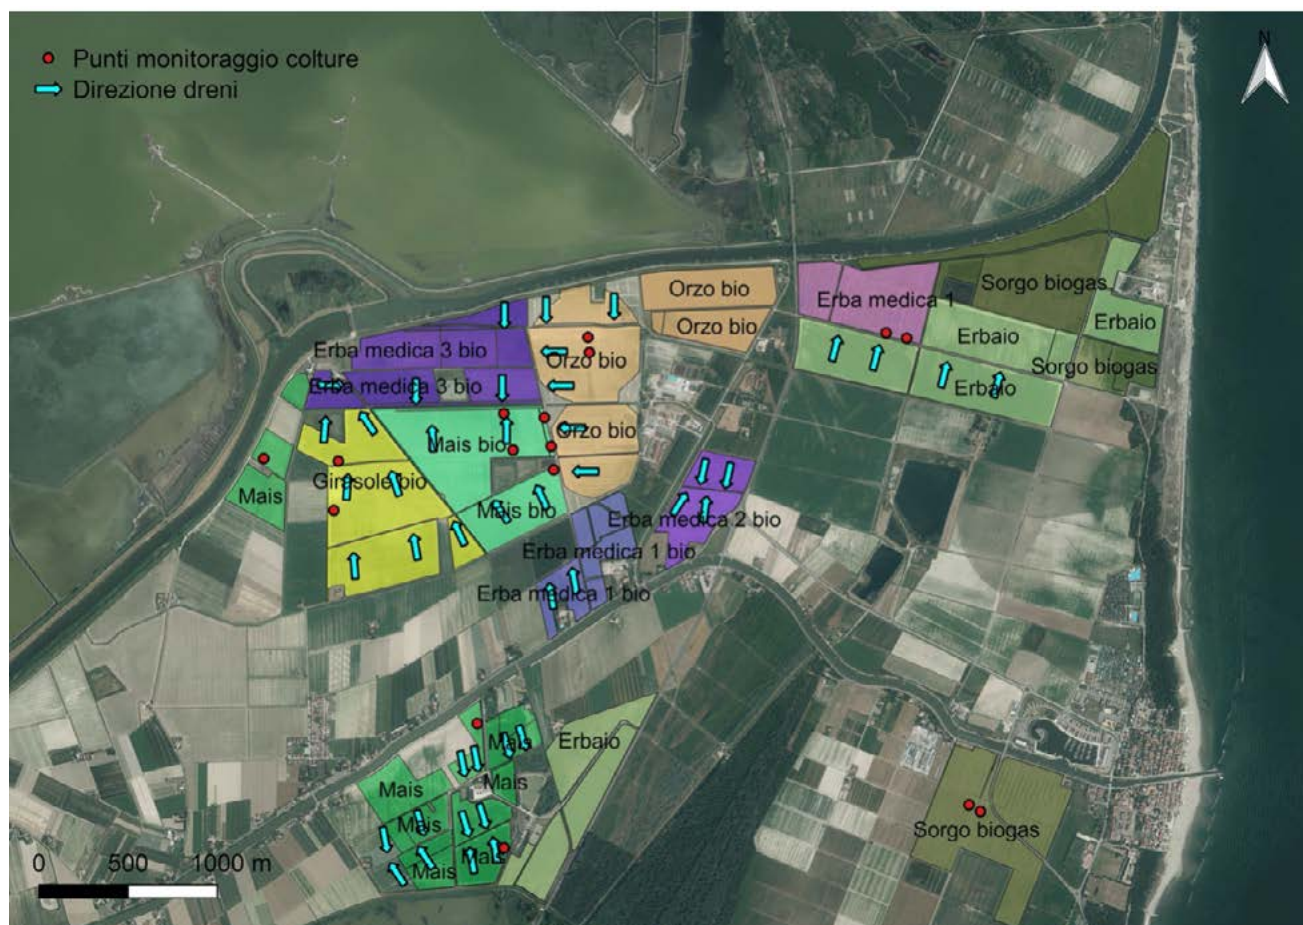 Punti monitoraggio colture
Direzione dreni
N
Orzo bio
Orzo bio
Sorgo biogas
Erba medica 1
Erbaio
Erbaio
Erba medica 3 bio
Orzo bio
Sorgo biogas
Erba medica 3 bio
Erbaio
Mais bio
Orzo bio
Girasole bio
Mais
Mais bio
Erba medica 2 bio
Erba medica 1 bio
Erba medica 1 bio
Mais
Erbaio
Mais
Mais
Mais
Mais
Mais
Sorgo biogas
0 500 1000 m